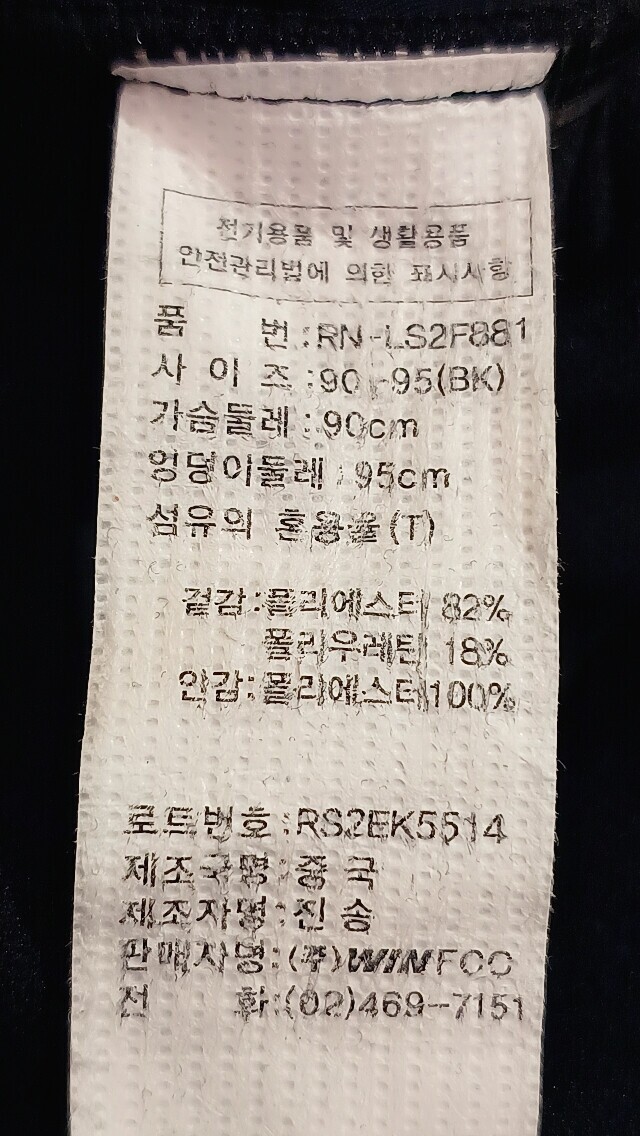 전기용품 및 생활용품
안전관리법에 의한 표시사항
품 번:RN-LS2F881
사 이 즈:90-95(BK)
가슴둘레:90cm
엉덩이둘레:95cm
섬유의 혼용율(T)
겉감:폴리에스터 82%
폴리우레탄 18%
안감:폴리에스터100%
로트번호:RS2EK5514
제조국명:중 국
제조자명:진 송
판매자명:(주)WINFCC
전 화:(02)469-7151